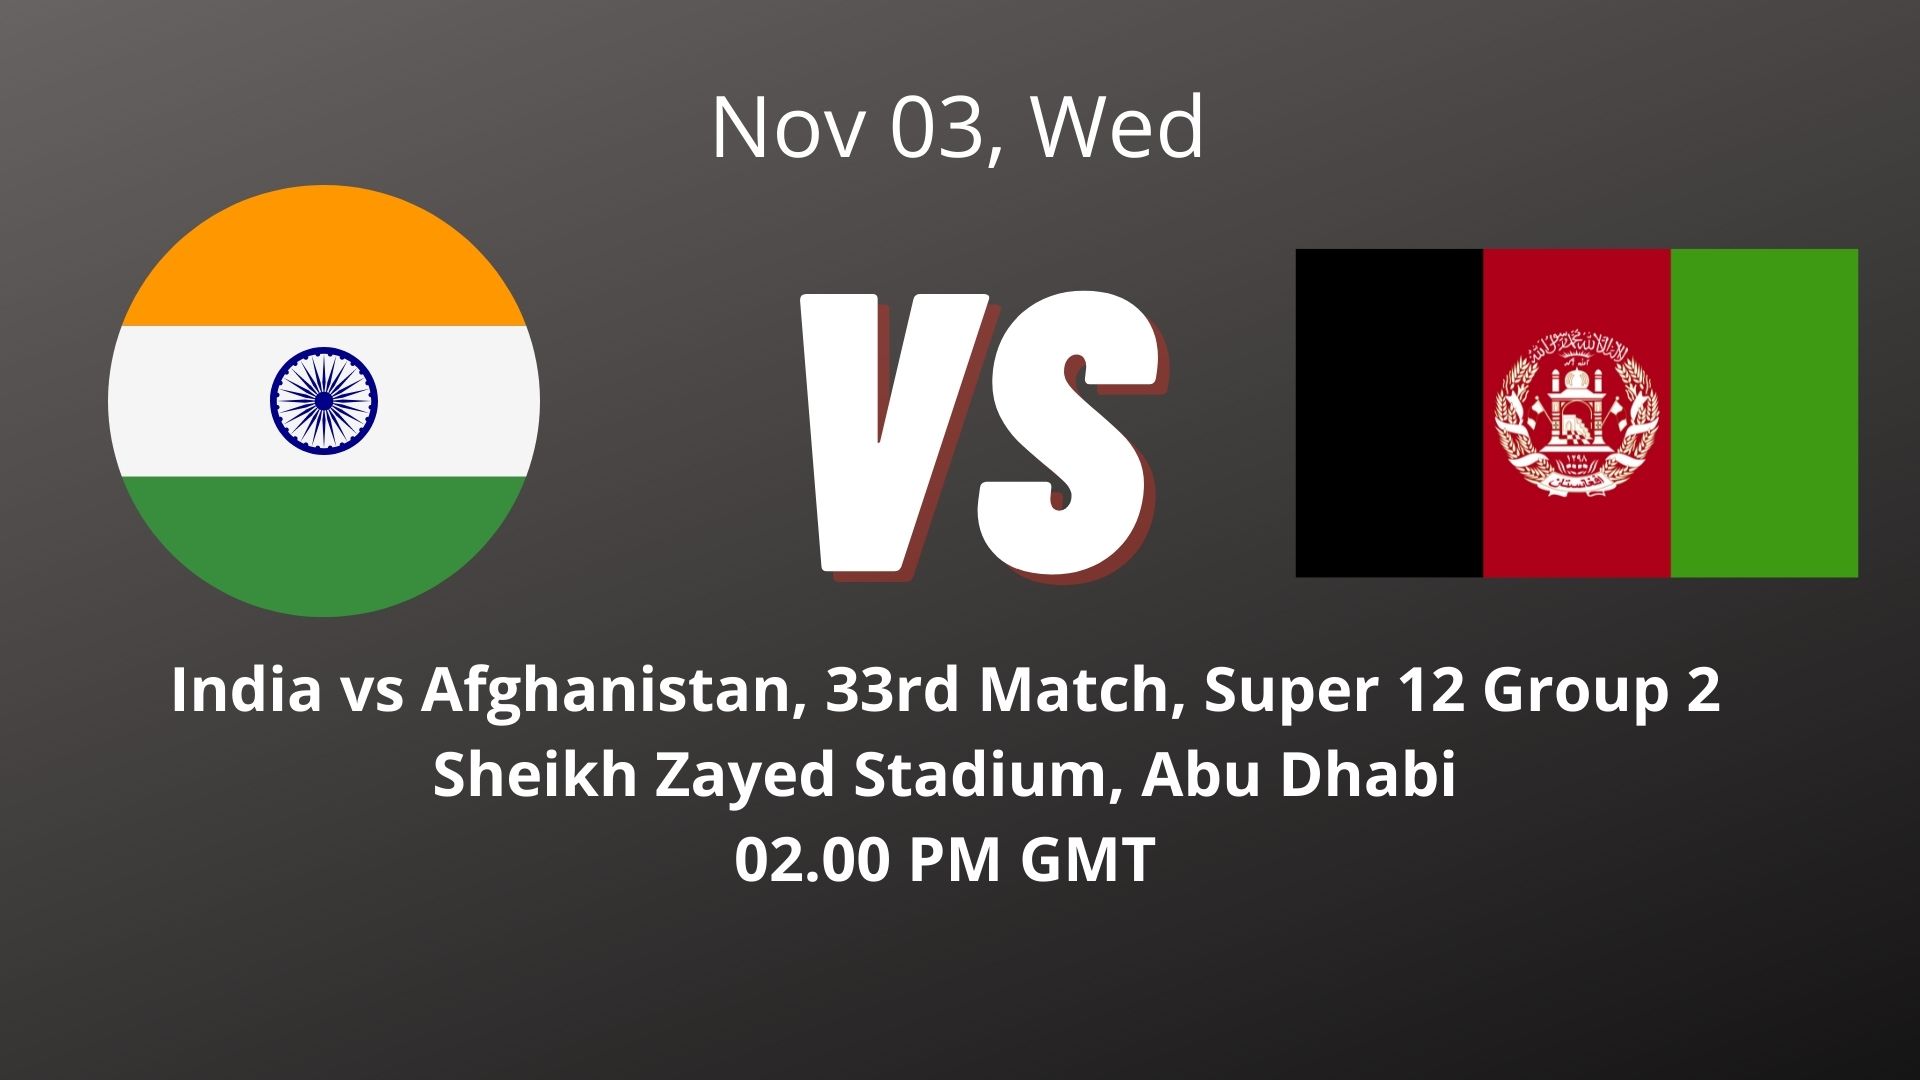 Nov 03, Wed
VS
India vs Afghanistan, 33rd Match, Super 12 Group 2
Sheikh Zayed Stadium, Abu Dhabi
02.00 PM GMT